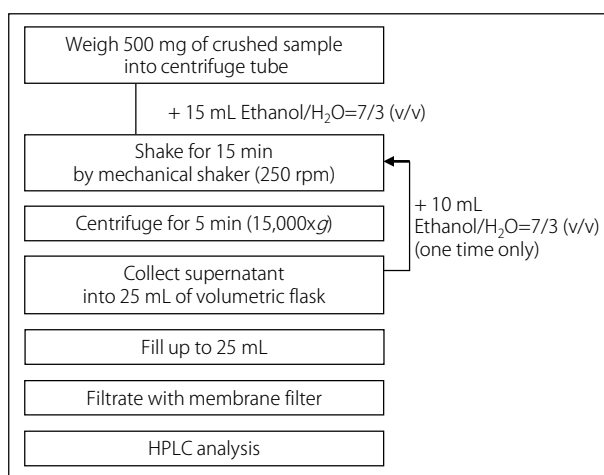 Weigh 500 mg of crushed sample
into centrifuge tube
+ 15 mL Ethanol/H₂O=7/3 (v/v)
Shake for 15 min
by mechanical shaker (250 rpm)
+ 10 mL
Ethanol/H₂O=7/3 (v/v)
(one time only)
Centrifuge for 5 min (15,000xg)
Collect supernatant
into 25 mL of volumetric flask
Fill up to 25 mL
Filtrate with membrane filter
HPLC analysis